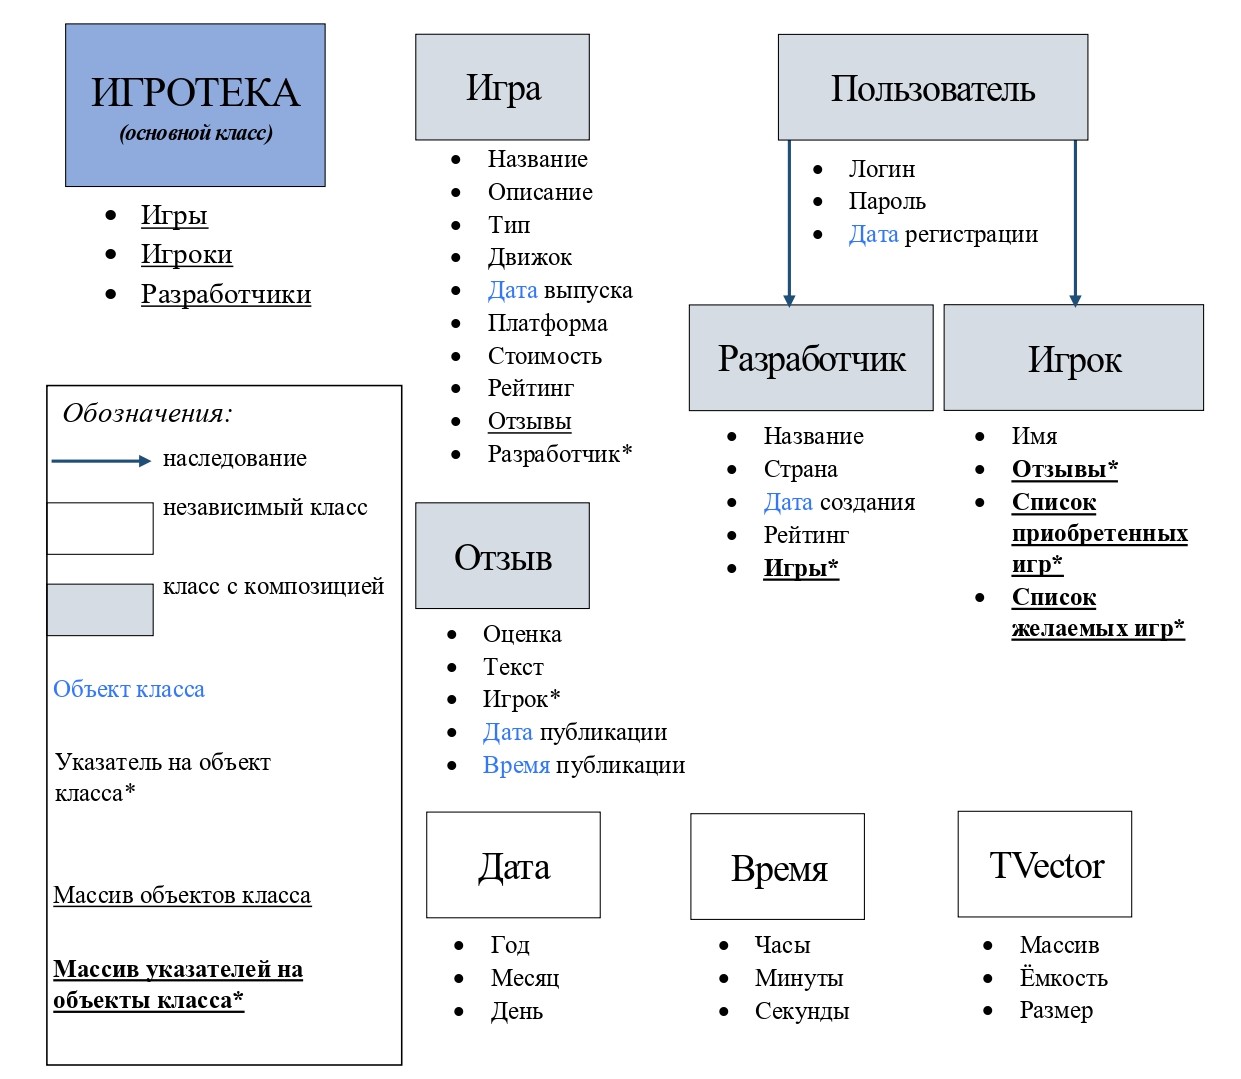 ИГРОТЕКА
(основной класс)
Игры
Игроки
Разработчики
Игра
Название
Описание
Тип
Движок
Дата выпуска
Платформа
Стоимость
Рейтинг
Отзывы
Разработчик*
Пользователь
Логин
Пароль
Дата регистрации
Разработчик
Название
Страна
Дата создания
Рейтинг
Игры*
Игрок
Имя
Отзывы*
Список
приобретенных
игр*
Список
желаемых игр*
Обозначения:
наследование
независимый класс
класс с композицией
Объект класса
Указатель на объект
класса*
Массив объектов класса
Массив указателей на
объекты класса*
Отзыв
Оценка
Текст
Игрок*
Дата публикации
Время публикации
Дата
Год
Месяц
День
Время
Часы
Минуты
Секунды
TVector
Массив
Ёмкость
Размер